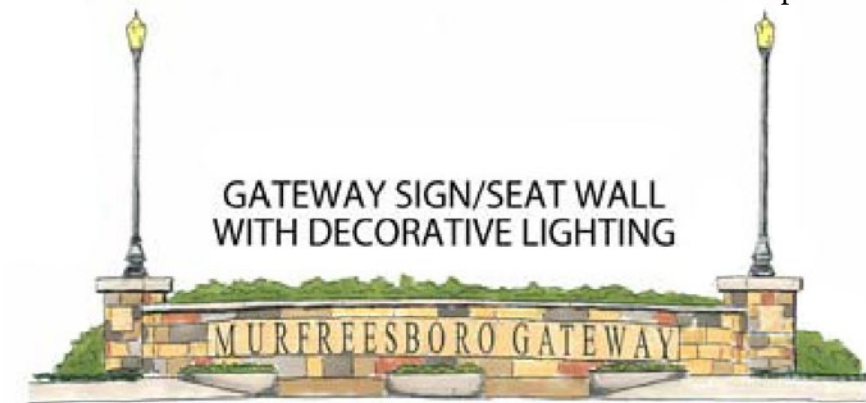 GATEWAY SIGN/SEAT WALL
WITH DECORATIVE LIGHTING
MURFREESBORO GATEWAY